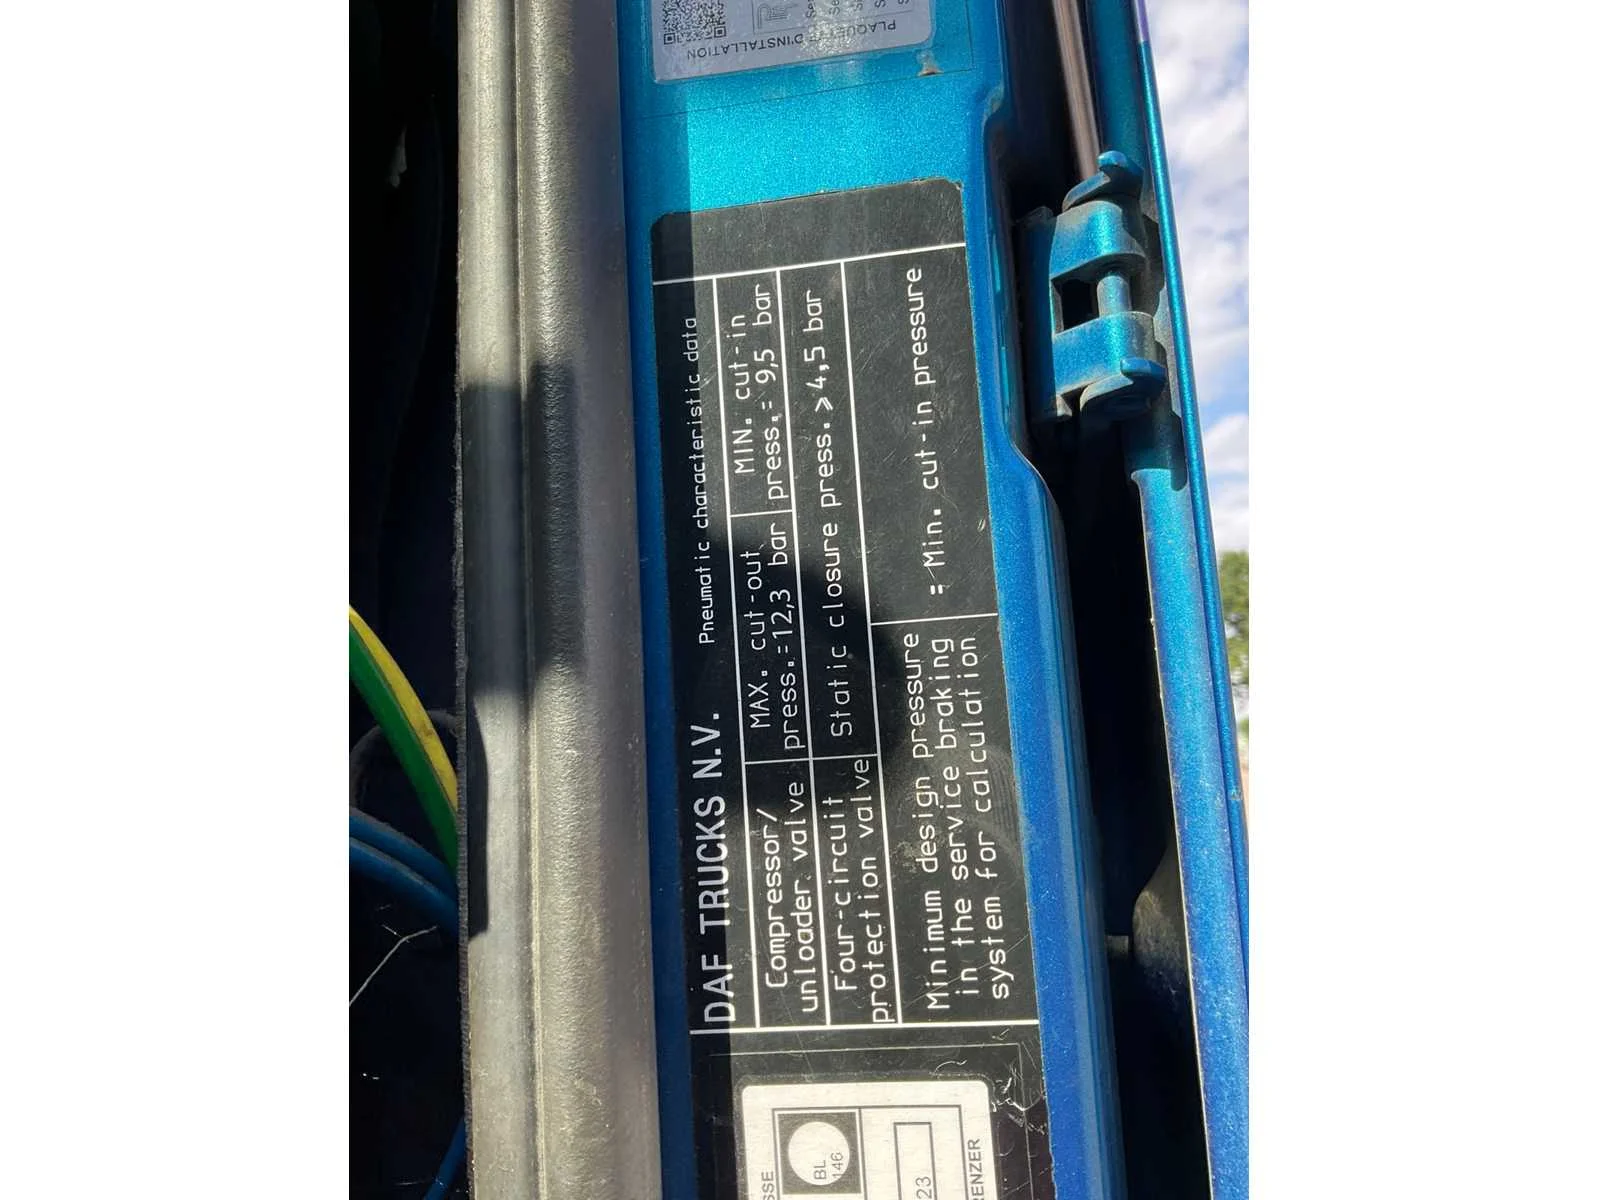 DAF TRUCKS N.V. Pneumatic characteristic data
Compressor/
unloader valve
MAX. cut-out
press.=12,3 bar
MIN. cut-in
press.= 9,5 bar
Four-circuit
protection valve
Static closure press. ⩾ 4,5 bar
Minimum design pressure
in the service braking
system for calculation
= Min. cut-in pressure
PLAQUETTE D'INSTALLATION
BL
146
23